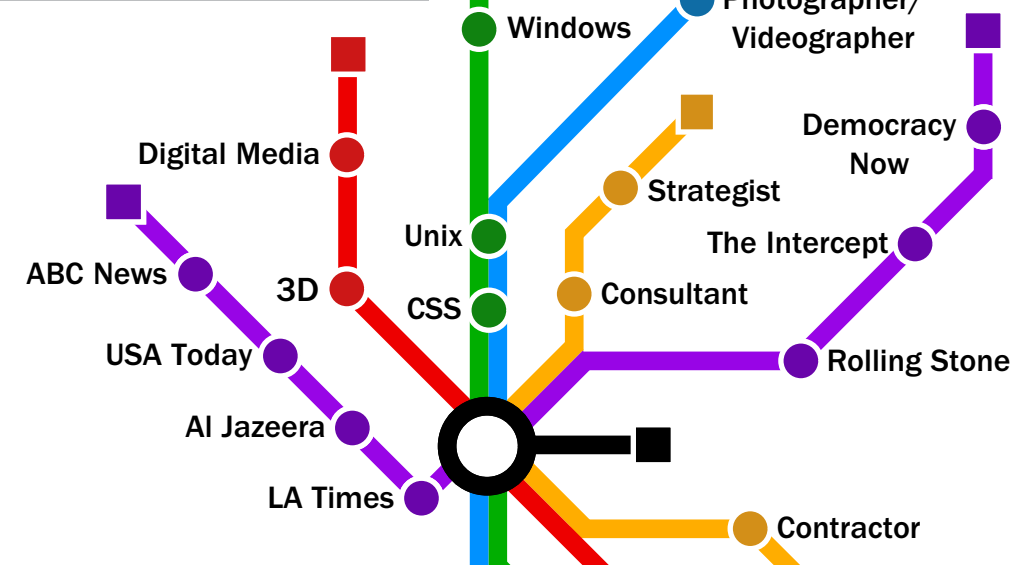 Photographer/
Videographer
Windows
Democracy
Now
Digital Media
Strategist
Unix
The Intercept
ABC News
3D
Consultant
CSS
USA Today
Rolling Stone
Al Jazeera
LA Times
Contractor